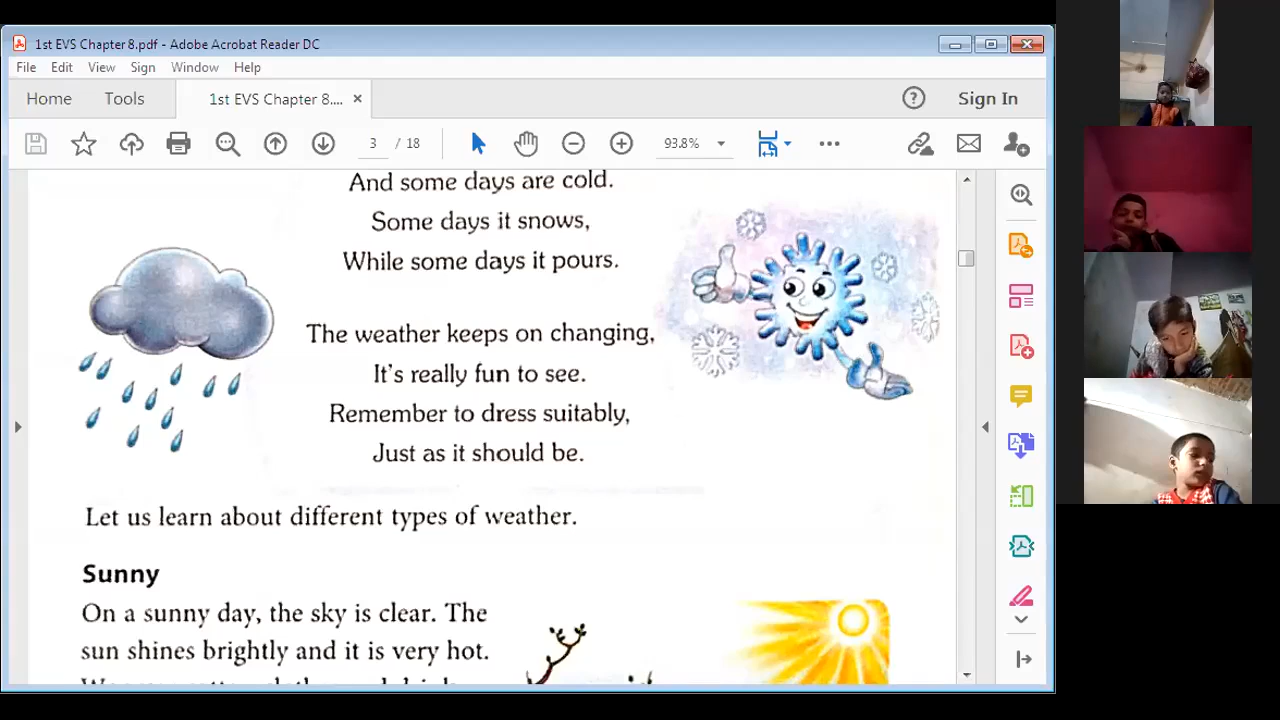 1st EVS Chapter 8.pdf - Adobe Acrobat Reader DC
File Edit View Sign Window Help
Home Tools 1st EVS Chapter 8.... × Sign In
3 / 18 93.8%
And some days are cold.
Some days it snows,
While some days it pours.
The weather keeps on changing,
It's really fun to see.
Remember to dress suitably,
Just as it should be.
Let us learn about different types of weather.
Sunny
On a sunny day, the sky is clear. The
sun shines brightly and it is very hot.